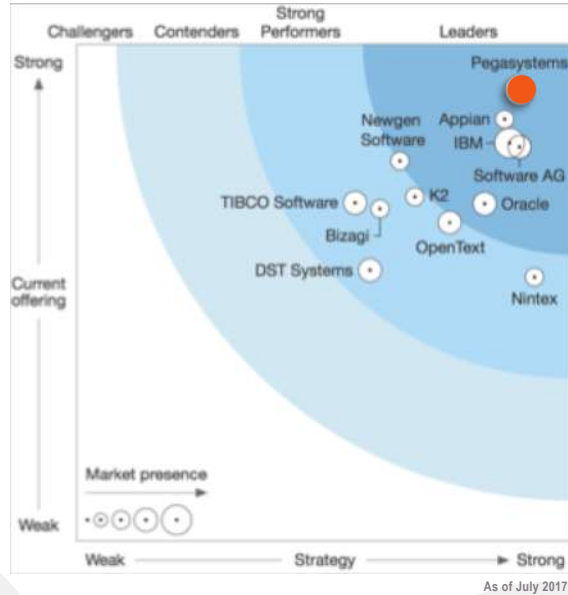 Strong
Challengers Contenders Performers Leaders
Strong
Pegasystems
Newgen
Software
Appian
IBM
Software AG
TIBCO Software
K2
Oracle
Bizagi
OpenText
DST Systems
Current
offering
Nintex
Market presence
Weak
Weak Strategy Strong
As of July 2017